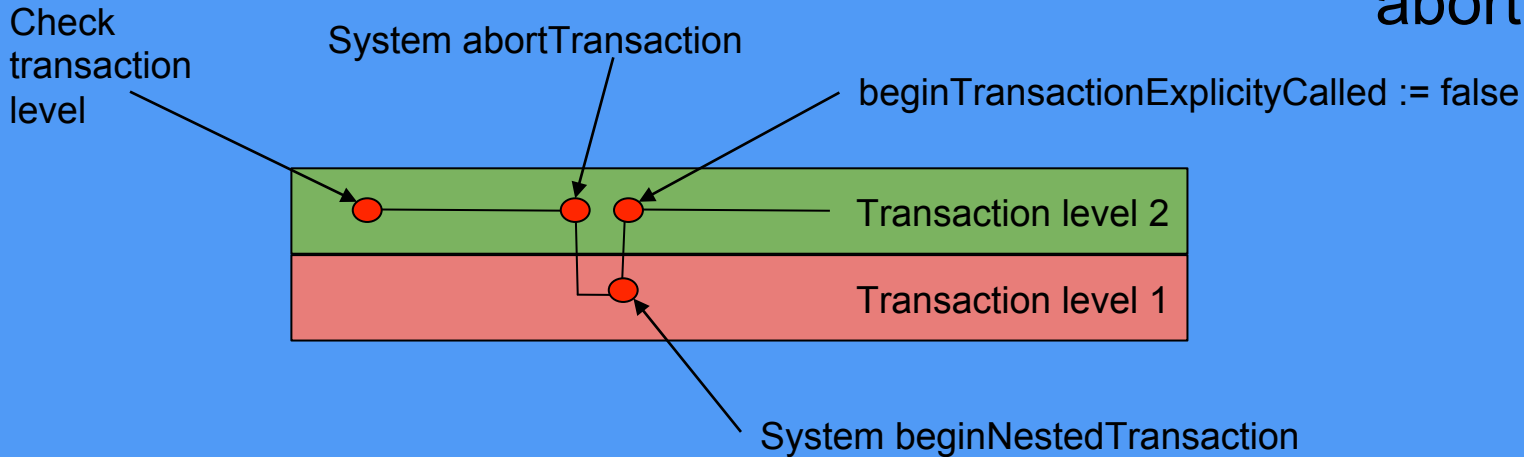 abort
Check
transaction
level
System abortTransaction
beginTransactionExplicityCalled := false
Transaction level 2
Transaction level 1
System beginNestedTransaction